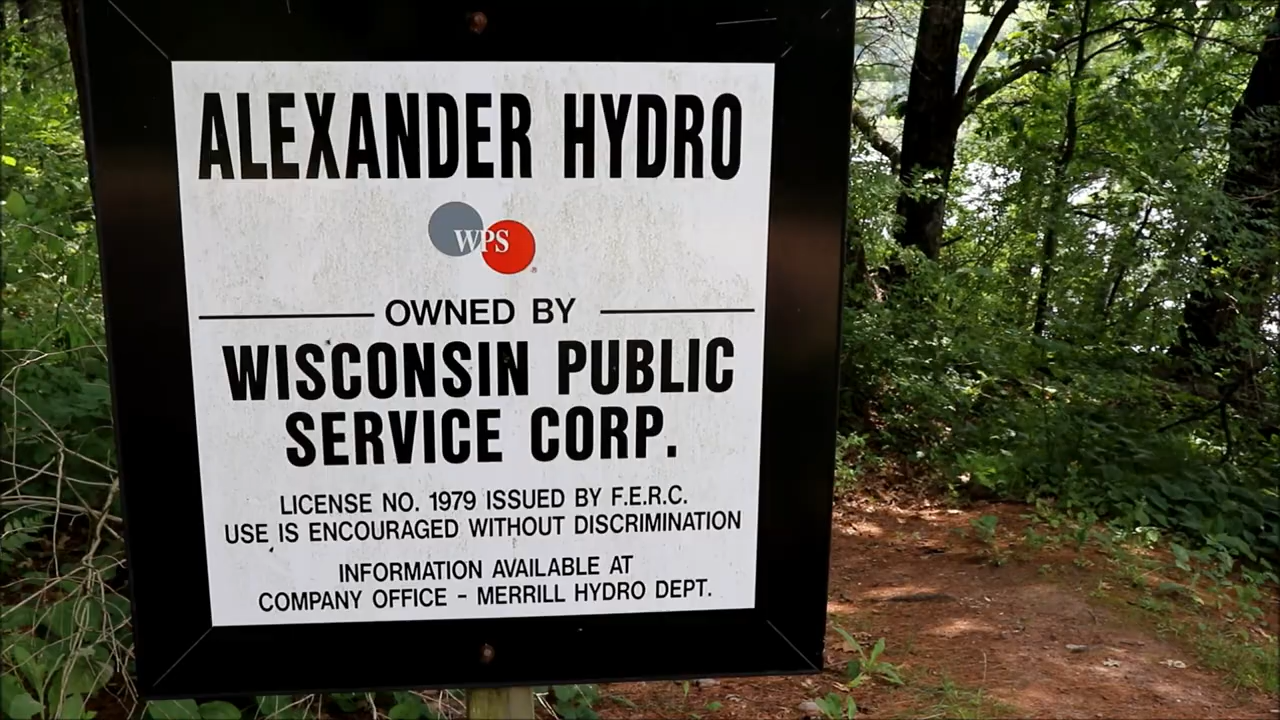 ALEXANDER HYDRO
WPS
OWNED BY
WISCONSIN PUBLIC
SERVICE CORP.
LICENSE NO. 1979 ISSUED BY F.E.R.C.
USE IS ENCOURAGED WITHOUT DISCRIMINATION
INFORMATION AVAILABLE AT
COMPANY OFFICE - MERRILL HYDRO DEPT.